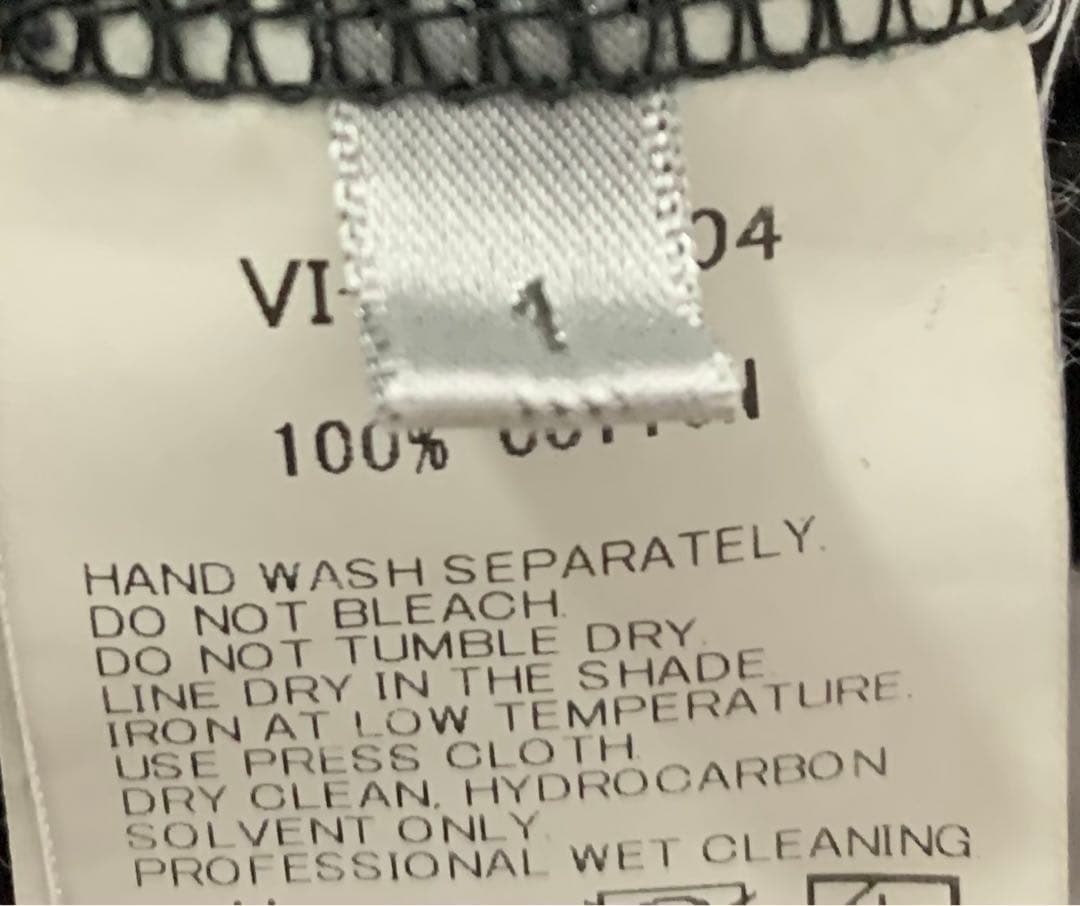 VI-
04
1
100% COTTON
HAND WASH SEPARATELY.
DO NOT BLEACH.
DO NOT TUMBLE DRY.
LINE DRY IN THE SHADE.
IRON AT LOW TEMPERATURE.
USE PRESS CLOTH.
DRY CLEAN, HYDROCARBON
SOLVENT ONLY.
PROFESSIONAL WET CLEANING